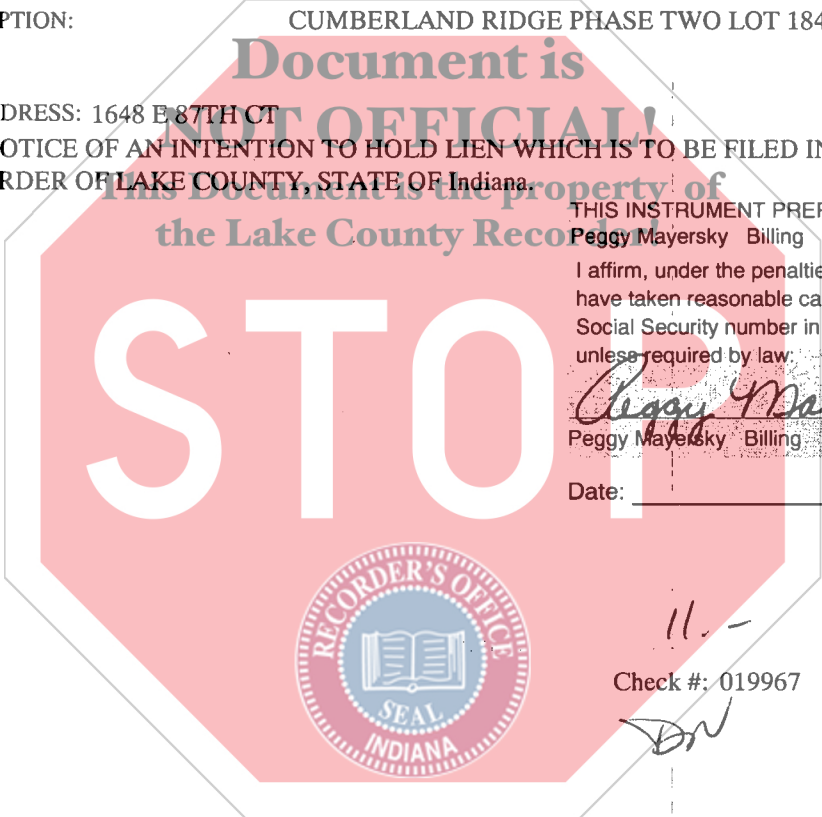 PTION: CUMBERLAND RIDGE PHASE TWO LOT 184
Document is
DRESS: 1648 E 87TH CT
NOT OFFICIAL!
OTICE OF AN INTENTION TO HOLD LIEN WHICH IS TO BE FILED IN
RDER OF LAKE COUNTY, STATE OF Indiana.
This Document is the property of
the Lake County Recorder!
THIS INSTRUMENT PREP
Peggy Mayersky Billing
I affirm, under the penaltie
have taken reasonable ca
Social Security number in
unless required by law:
STOP
Peggy Ma
Peggy Mayersky Billing
Date:
RECORDER'S OFFICE
SEAL
INDIANA
11.-
Check #: 019967
DN